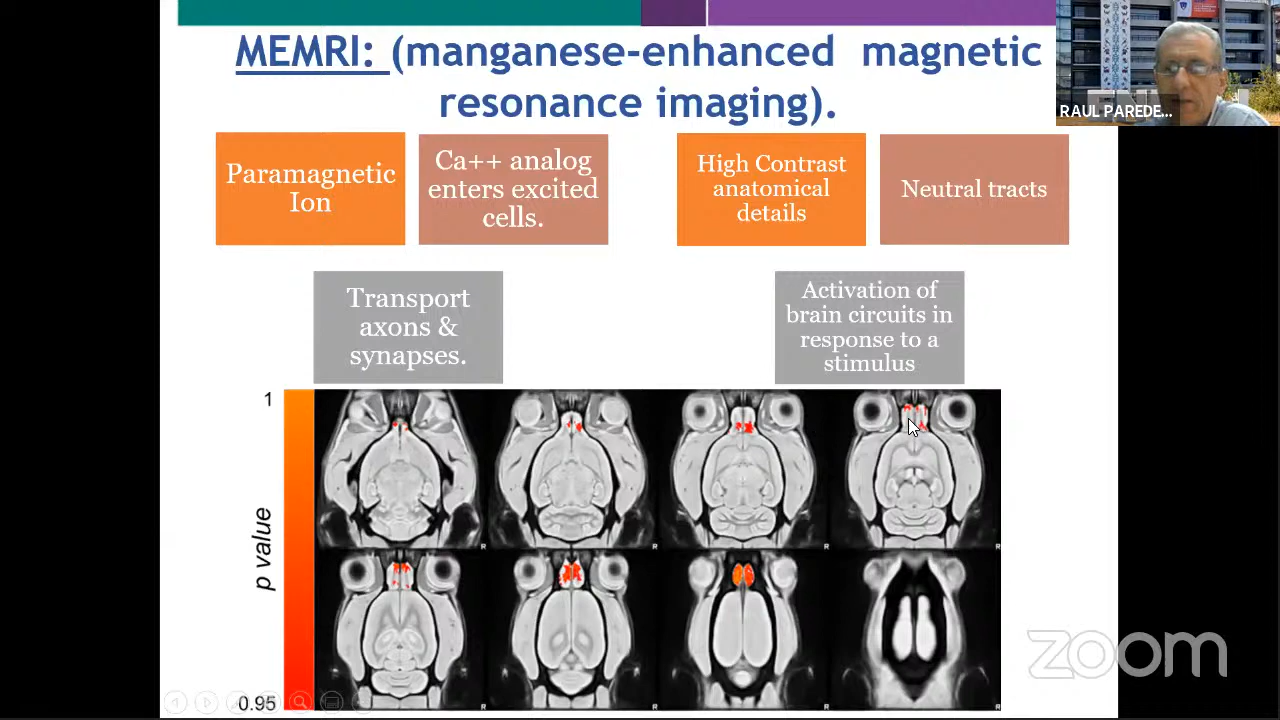 MEMRI: (manganese-enhanced magnetic
resonance imaging).
RAUL PAREDE...
Paramagnetic
Ion
Ca++ analog
enters excited
cells.
High Contrast
anatomical
details
Neutral tracts
Transport
axons &
synapses.
Activation of
brain circuits in
response to a
stimulus
1
p value
0.95
R
R
R
R
R
R
R
R
zoom